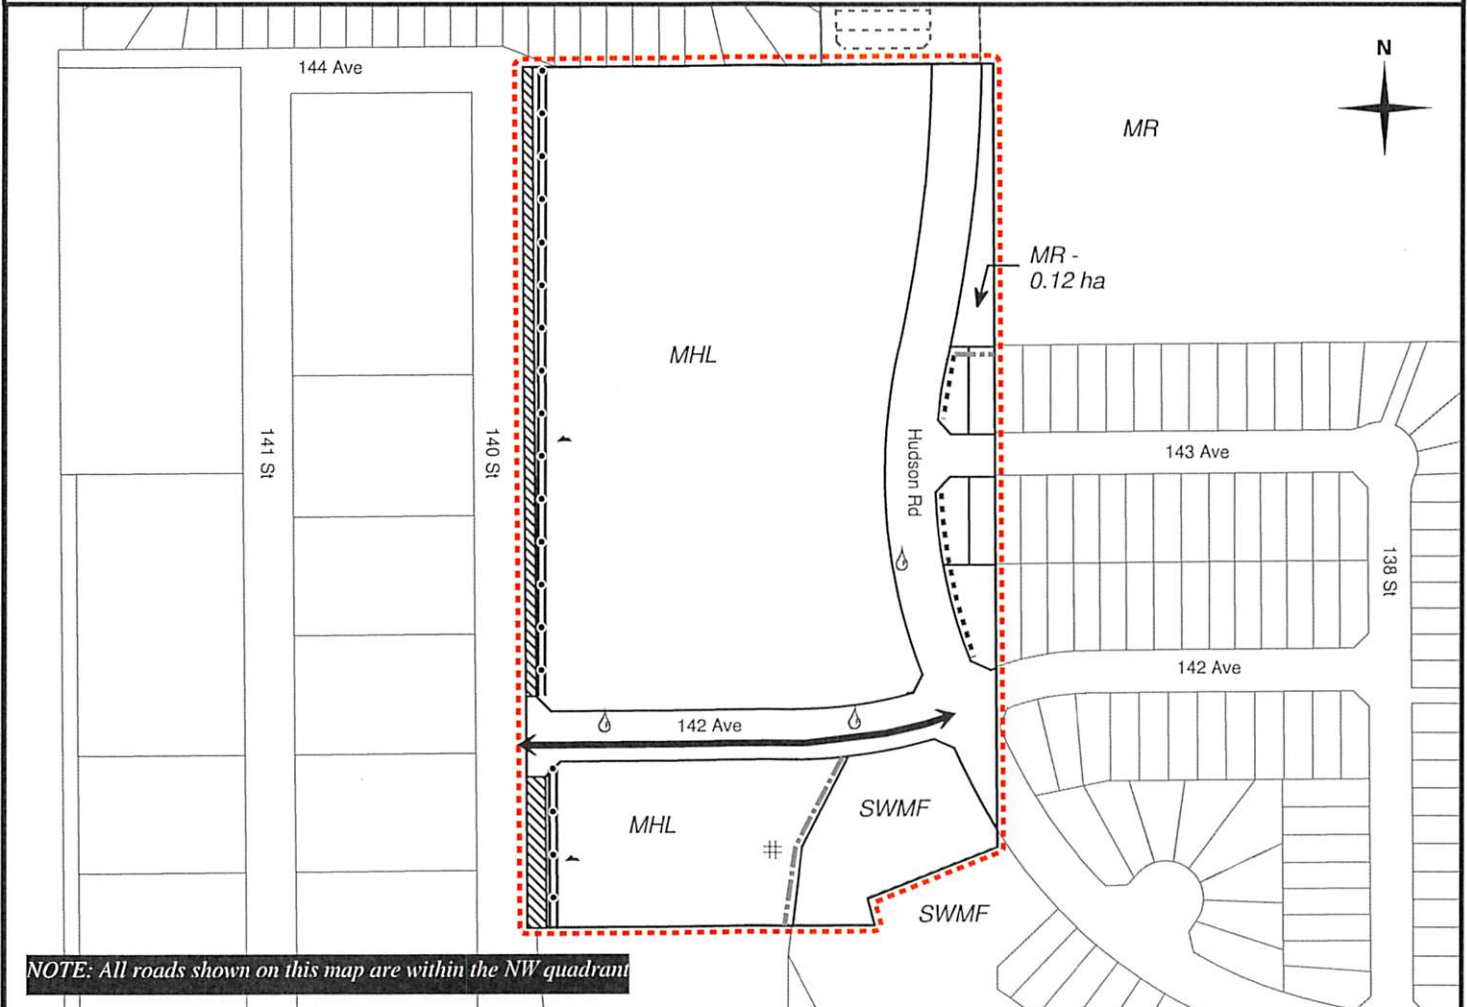 144 Ave
N
MR
MR -
0.12 ha
MHL
141 St
140 St
Hudson Rd
143 Ave
138 St
142 Ave
142 Ave
MHL
SWMF
SWMF
NOTE: All roads shown on this map are within the NW quadrant